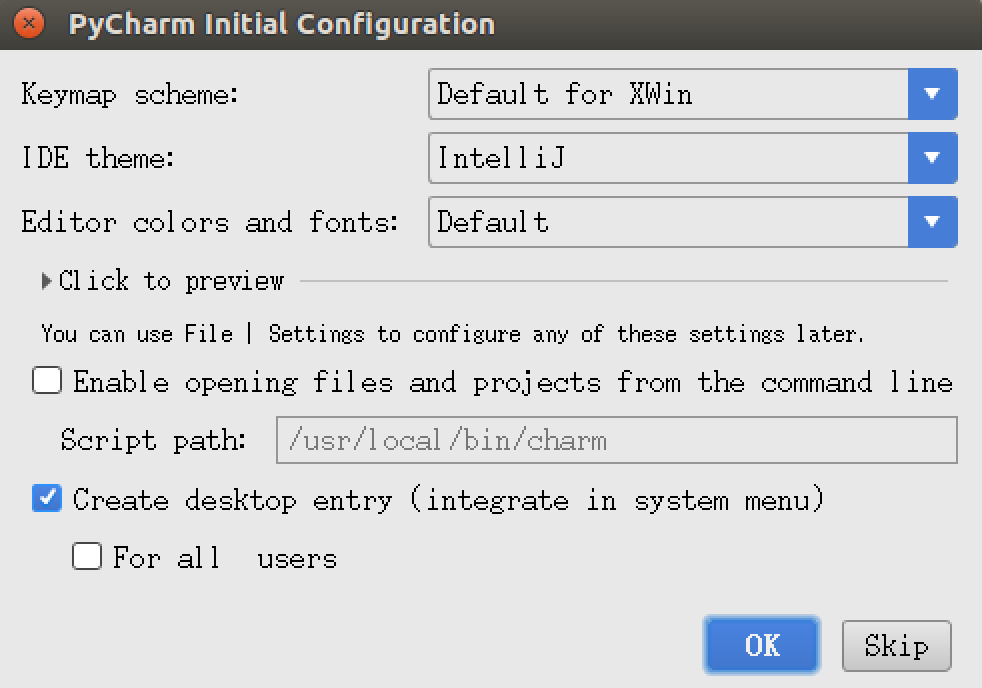 PyCharm Initial Configuration
Keymap scheme: Default for XWin
IDE theme: IntelliJ
Editor colors and fonts: Default
Click to preview
You can use File | Settings to configure any of these settings later.
Enable opening files and projects from the command line
Script path: /usr/local/bin/charm
Create desktop entry (integrate in system menu)
For all users
OK Skip